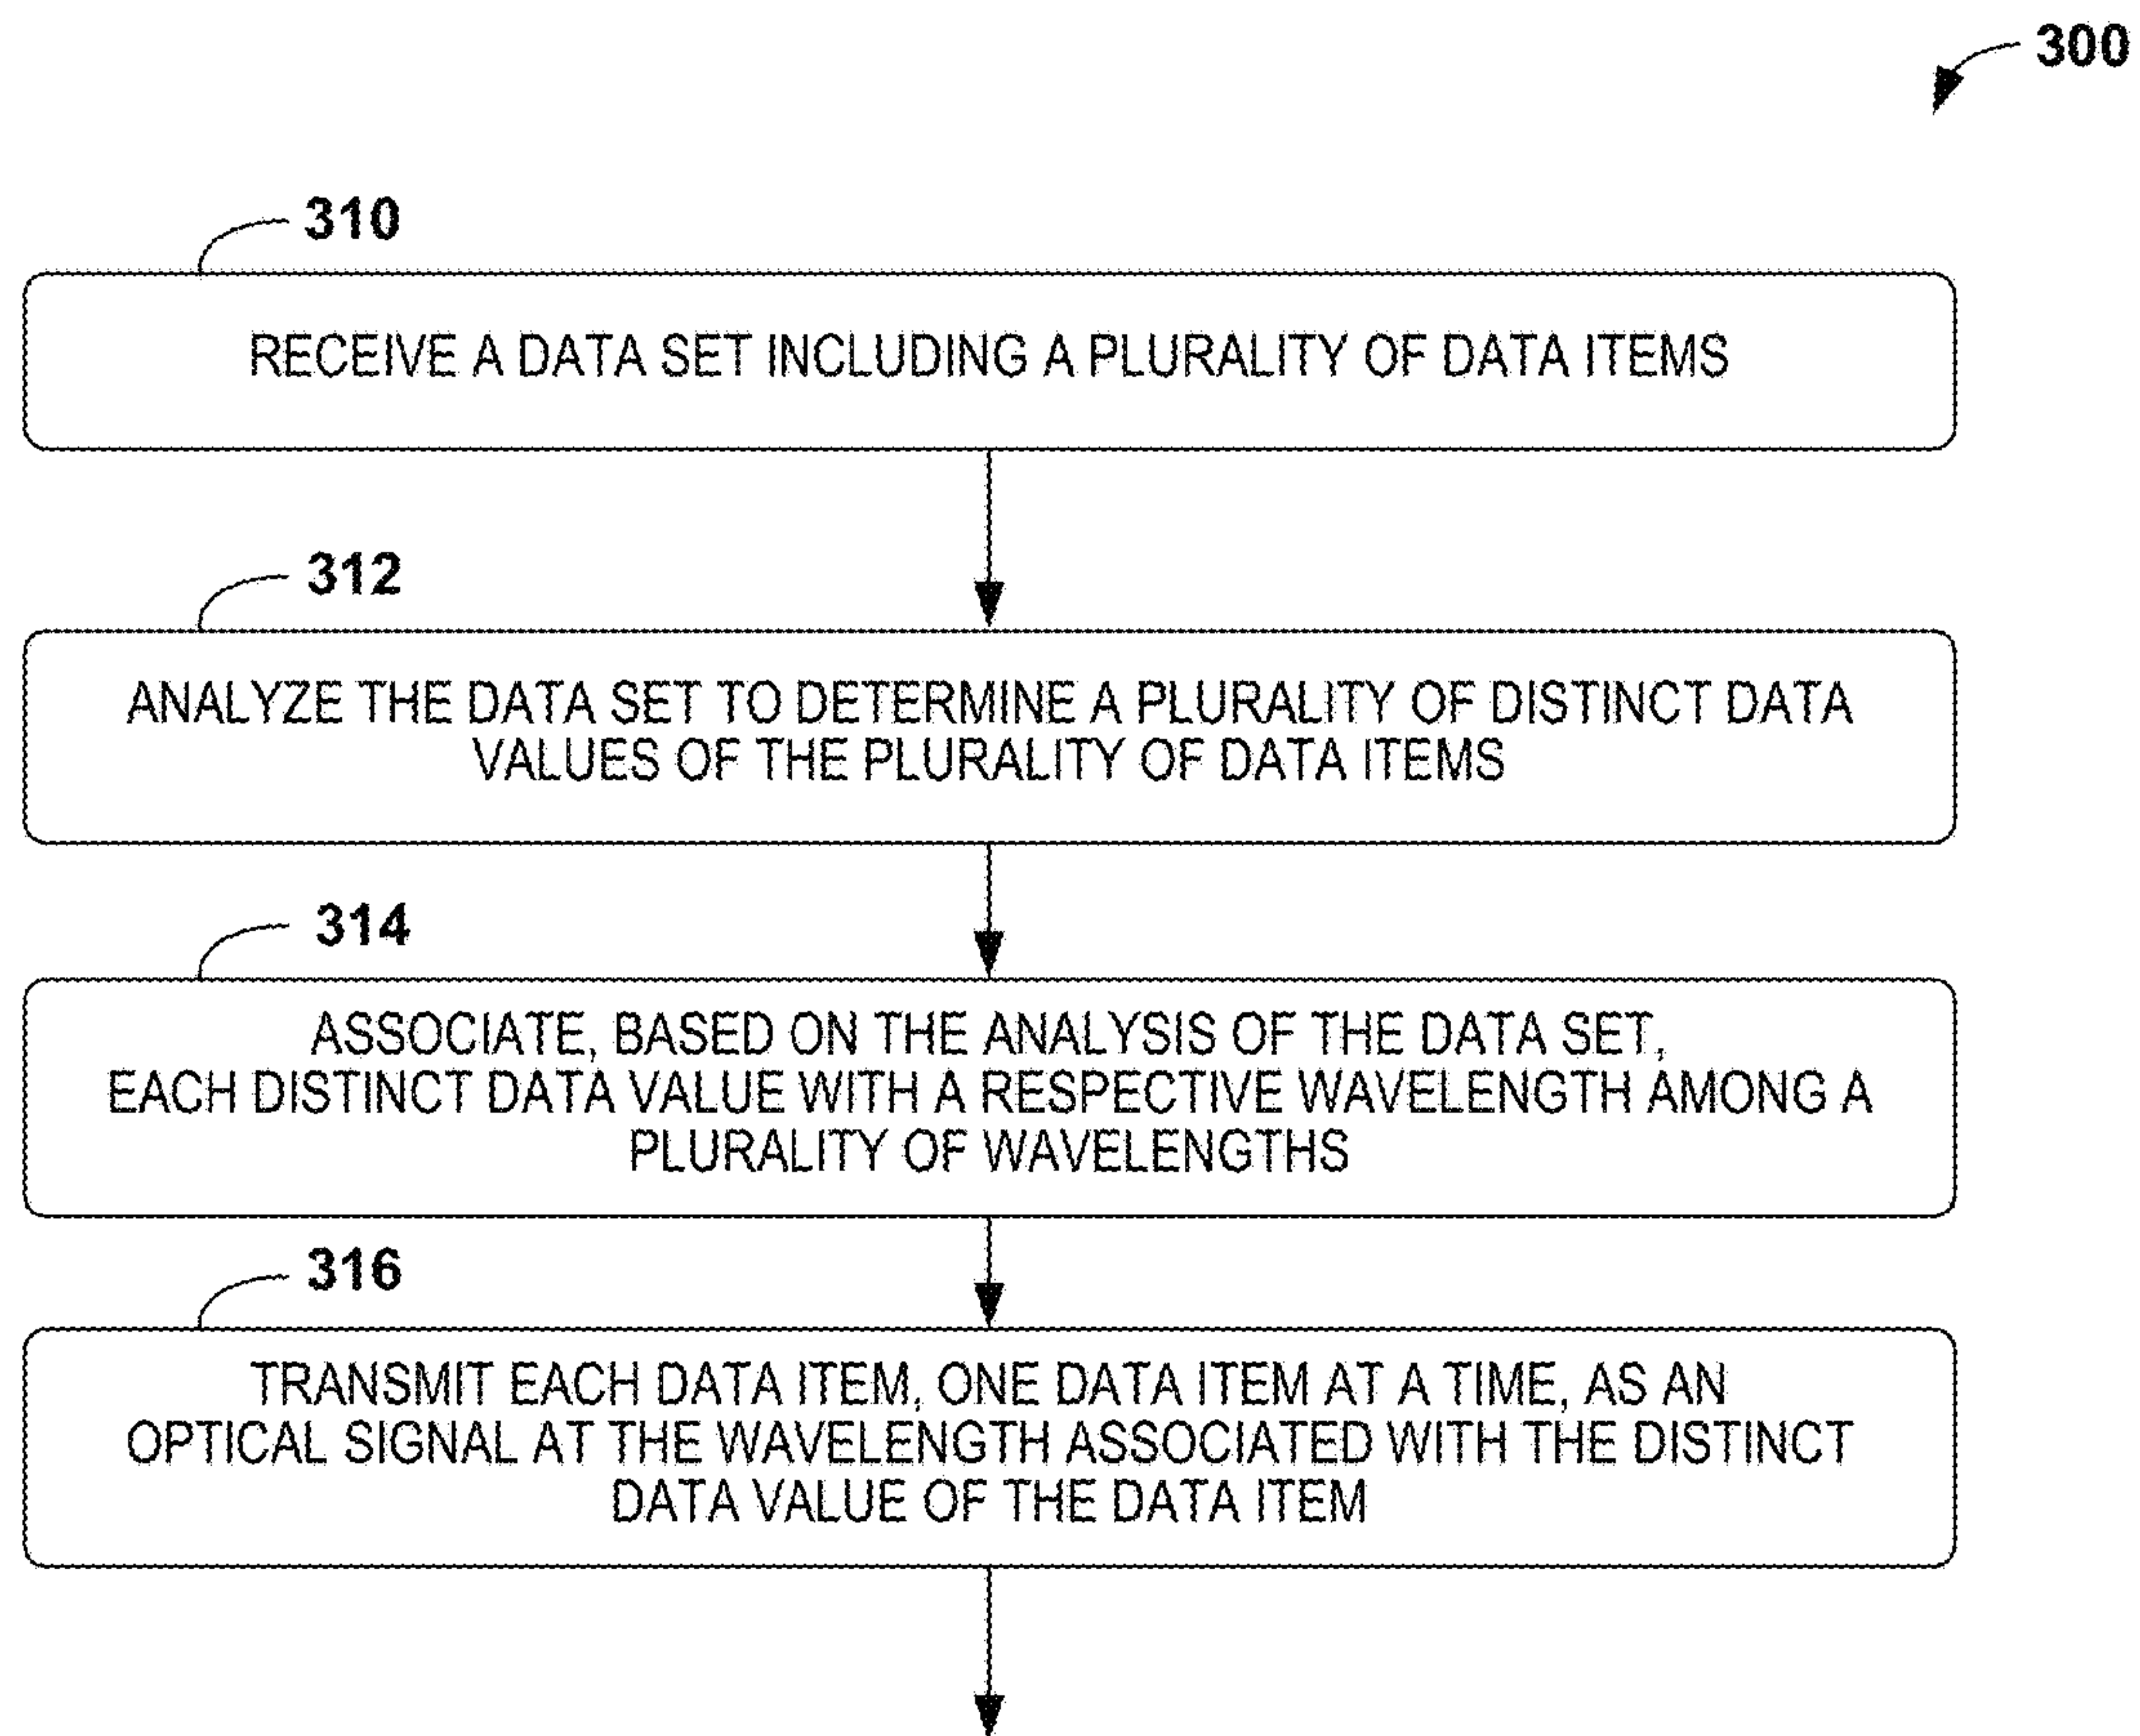 300
310
RECEIVE A DATA SET INCLUDING A PLURALITY OF DATA ITEMS
312
ANALYZE THE DATA SET TO DETERMINE A PLURALITY OF DISTINCT DATA
VALUES OF THE PLURALITY OF DATA ITEMS
314
ASSOCIATE, BASED ON THE ANALYSIS OF THE DATA SET,
EACH DISTINCT DATA VALUE WITH A RESPECTIVE WAVELENGTH AMONG A
PLURALITY OF WAVELENGTHS
316
TRANSMIT EACH DATA ITEM, ONE DATA ITEM AT A TIME, AS AN
OPTICAL SIGNAL AT THE WAVELENGTH ASSOCIATED WITH THE DISTINCT
DATA VALUE OF THE DATA ITEM